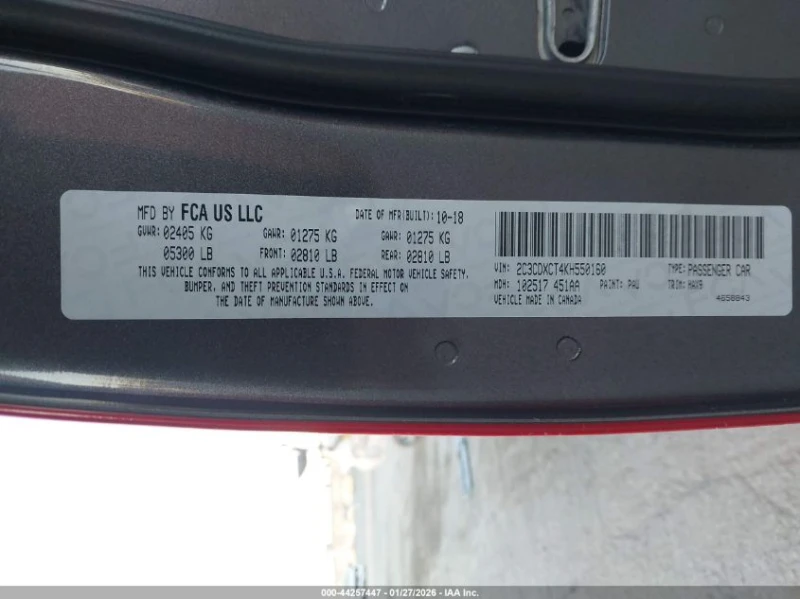 MFD BY FCA US LLC DATE OF MFR(BUILT): 10-18
GVWR: 02405 KG GAWR: 01275 KG GAWR: 01275 KG
05300 LB FRONT: 02810 LB REAR: 02810 LB
THIS VEHICLE CONFORMS TO ALL APPLICABLE U.S.A. FEDERAL MOTOR VEHICLE SAFETY,
BUMPER, AND THEFT PREVENTION STANDARDS IN EFFECT ON
THE DATE OF MANUFACTURE SHOWN ABOVE.
VIN: 2C3CDXCT4KH550160 TYPE: PASSENGER CAR
MDH: 102517 451AA PAINT: PAU TRIM: HAX9
VEHICLE MADE IN CANADA 4658843
000-44257447 - 01/27/2026 - IAA Inc.